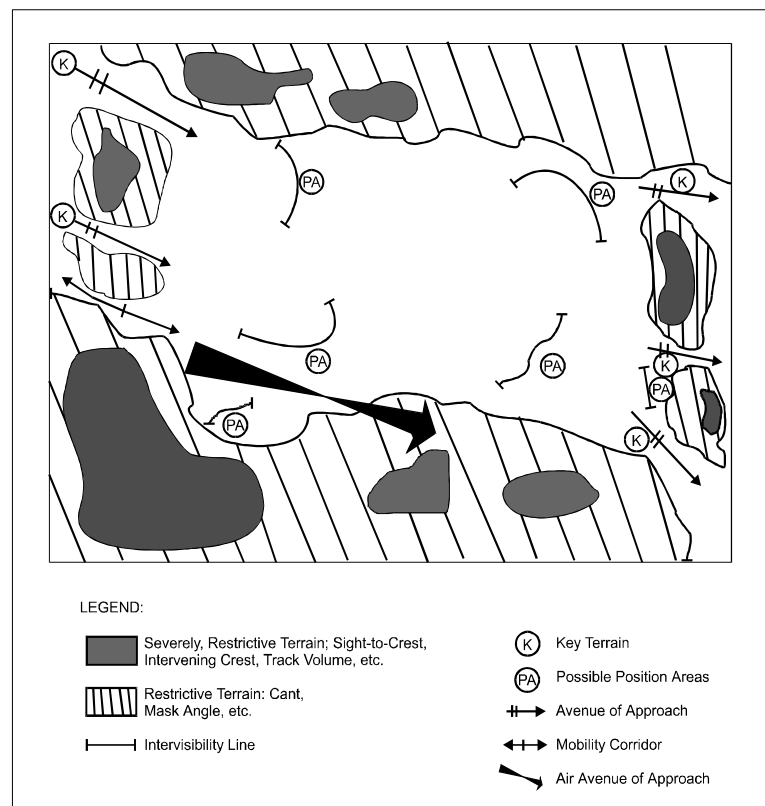 K
K
PA
PA
K
K
PA
PA
K
PA
PA
K
LEGEND:
Severely, Restrictive Terrain; Sight-to-Crest,
Intervening Crest, Track Volume, etc.
Restrictive Terrain: Cant,
Mask Angle, etc.
Intervisibility Line
K Key Terrain
PA Possible Position Areas
Avenue of Approach
Mobility Corridor
Air Avenue of Approach